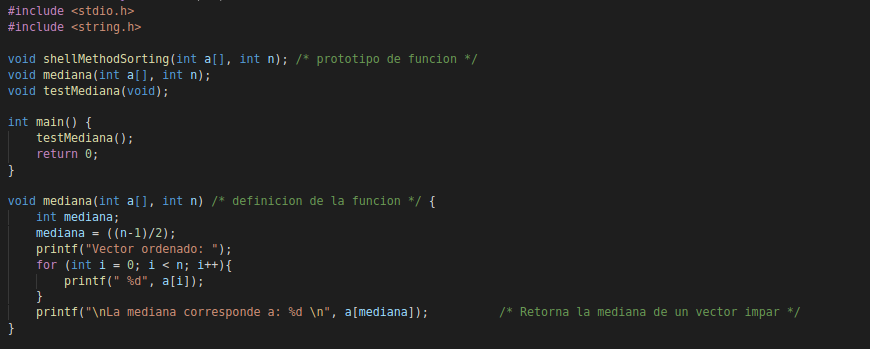 #include <stdio.h>
#include <string.h>
void shellMethodSorting(int a[], int n); /* prototipo de funcion */
void mediana(int a[], int n);
void testMediana(void);
int main() {
testMediana();
return 0;
}
void mediana(int a[], int n) /* definicion de la funcion */ {
int mediana;
mediana = ((n-1)/2);
printf("Vector ordenado: ");
for (int i = 0; i < n; i++){
printf(" %d", a[i]);
}
printf("\nLa mediana corresponde a: %d \n", a[mediana]); /* Retorna la mediana de un vector impar */
}